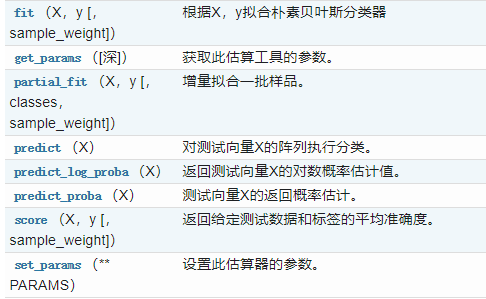 fit（X，y [， 根据X，y拟合朴素贝叶斯分类器
sample_weight]）
get_params（[深]） 获取此估算工具的参数。
partial_fit（X，y [， 增量拟合一批样品。
classes，
sample_weight]）
predict（X） 对测试向量X的阵列执行分类。
predict_log_proba（X） 返回测试向量X的对数概率估计值。
predict_proba（X） 测试向量X的返回概率估计。
score（X，y [， 返回给定测试数据和标签的平均准确度。
sample_weight]）
set_params（** 设置此估算器的参数。
PARAMS）